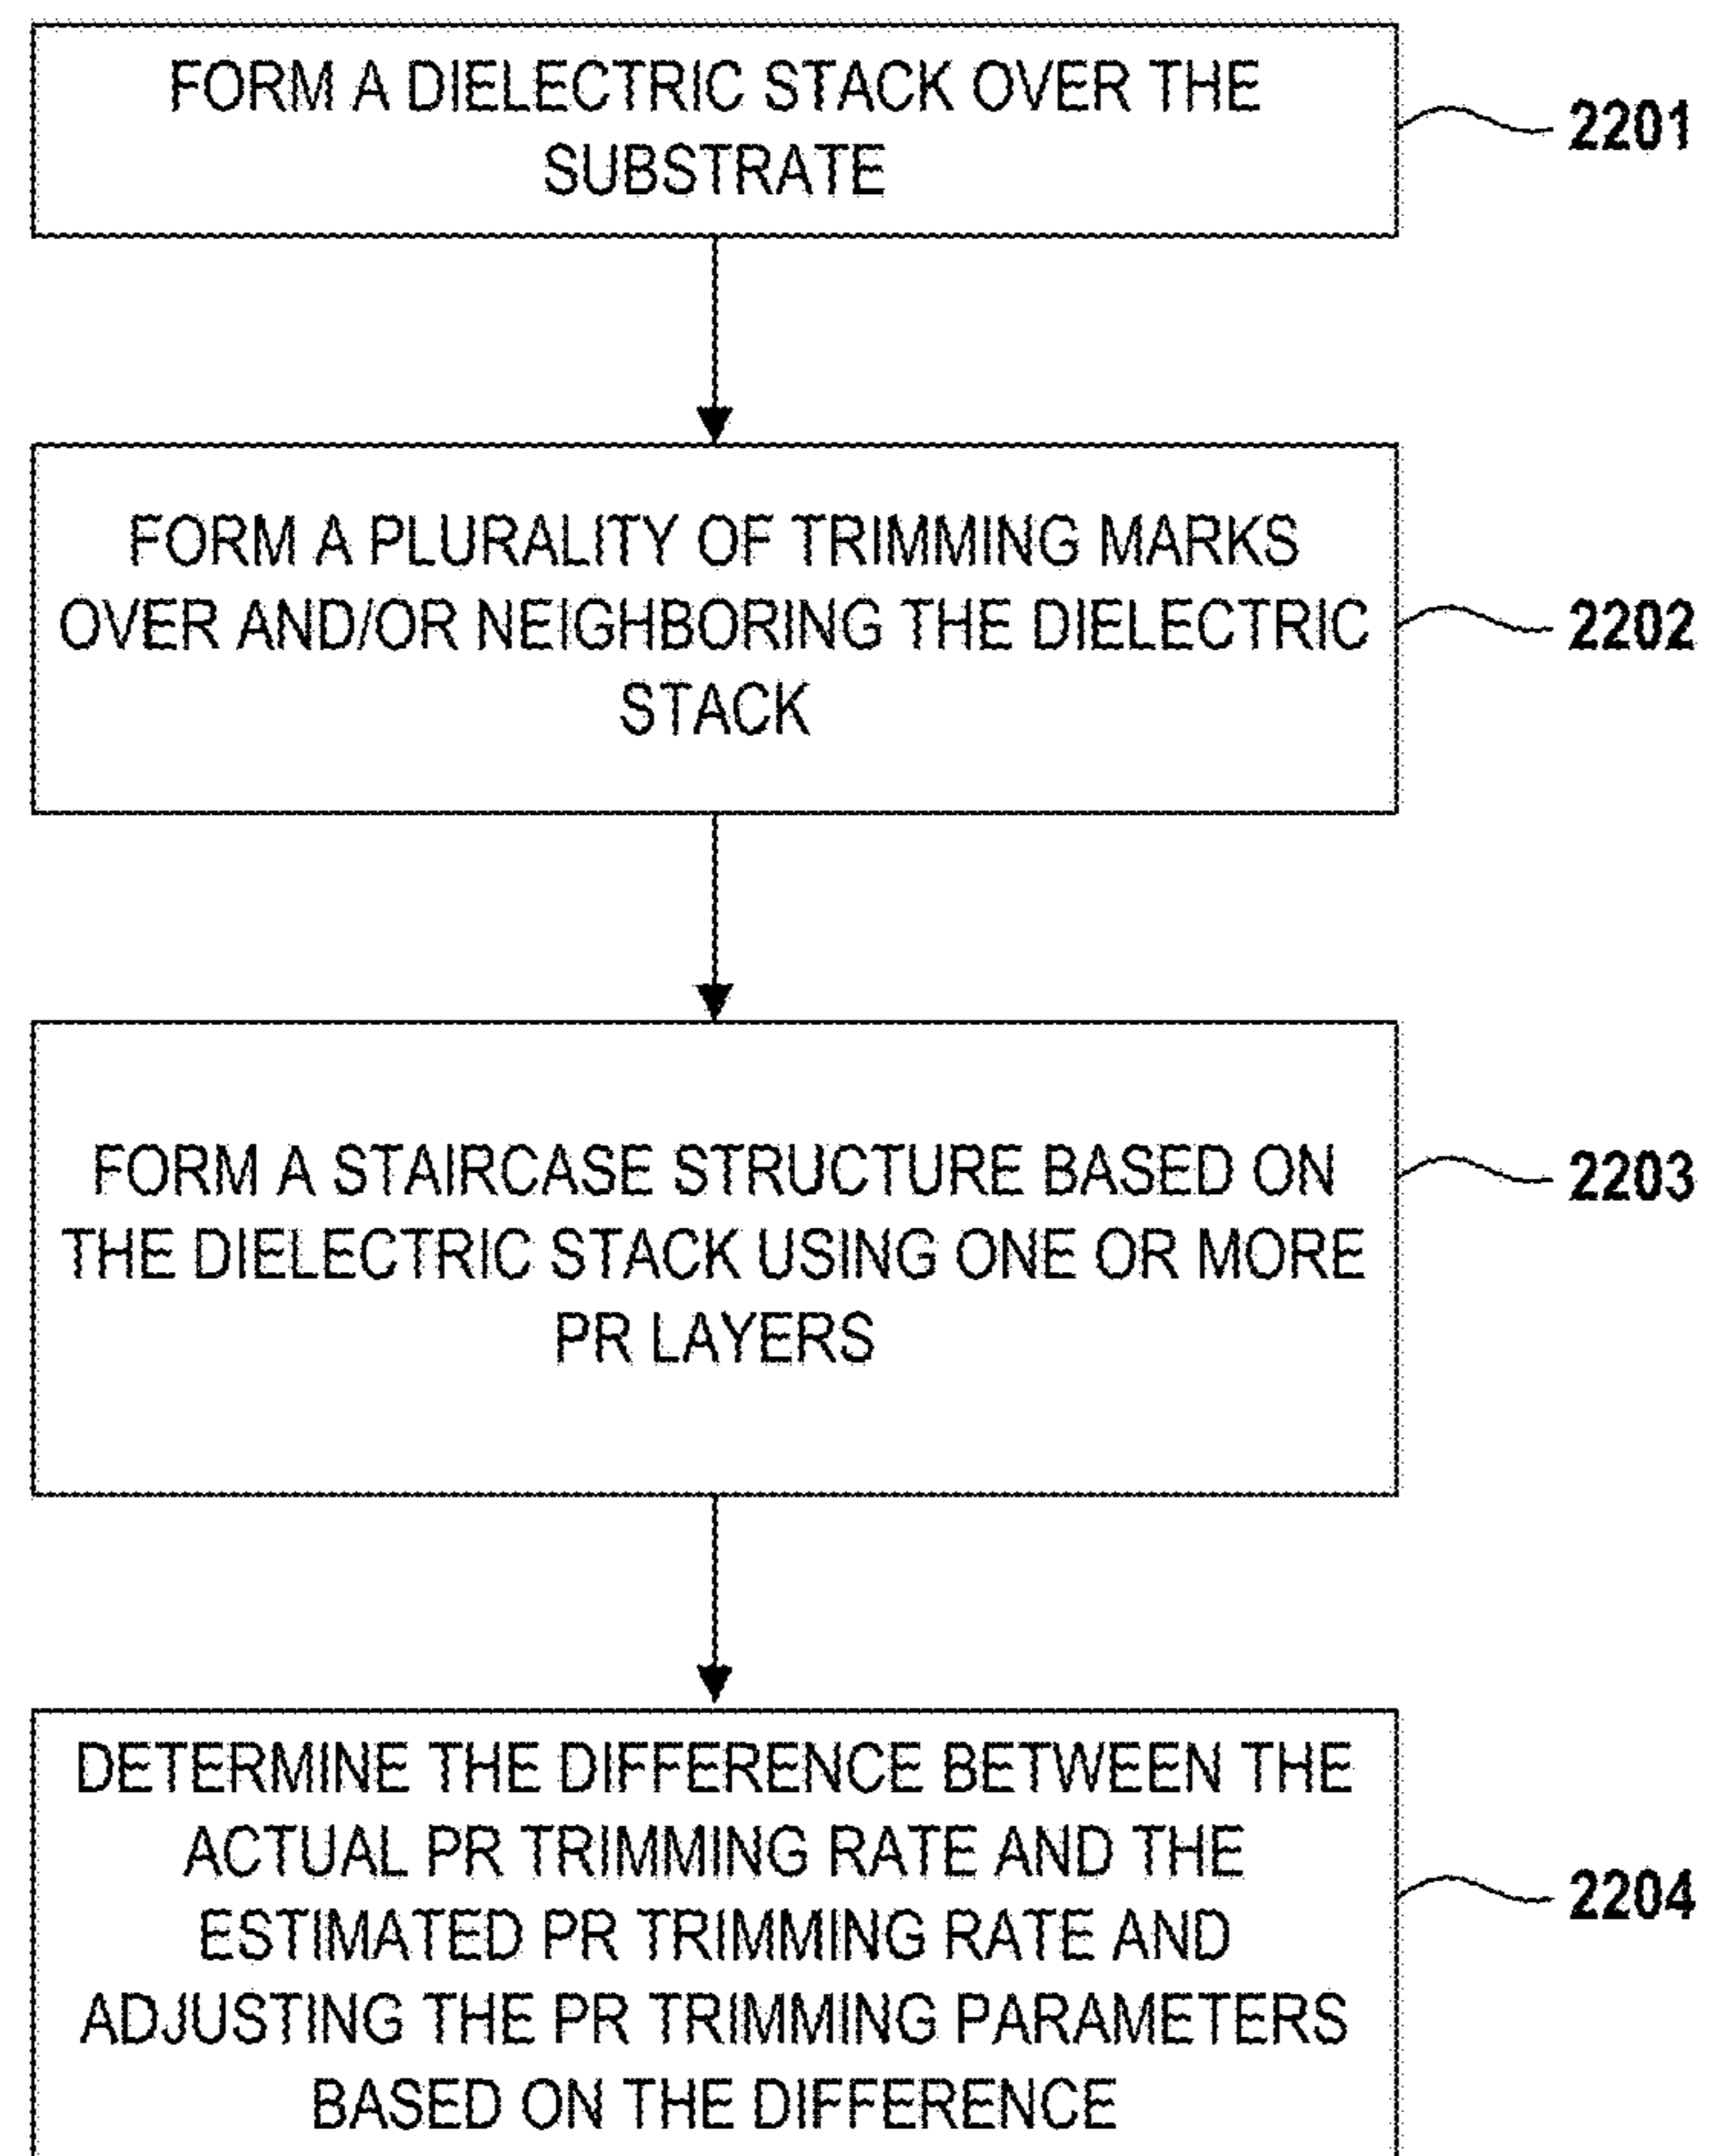 FORM A DIELECTRIC STACK OVER THE
SUBSTRATE
2201
FORM A PLURALITY OF TRIMMING MARKS
OVER AND/OR NEIGHBORING THE DIELECTRIC
STACK
2202
FORM A STAIRCASE STRUCTURE BASED ON
THE DIELECTRIC STACK USING ONE OR MORE
PR LAYERS
2203
DETERMINE THE DIFFERENCE BETWEEN THE
ACTUAL PR TRIMMING RATE AND THE
ESTIMATED PR TRIMMING RATE AND
ADJUSTING THE PR TRIMMING PARAMETERS
BASED ON THE DIFFERENCE
2204